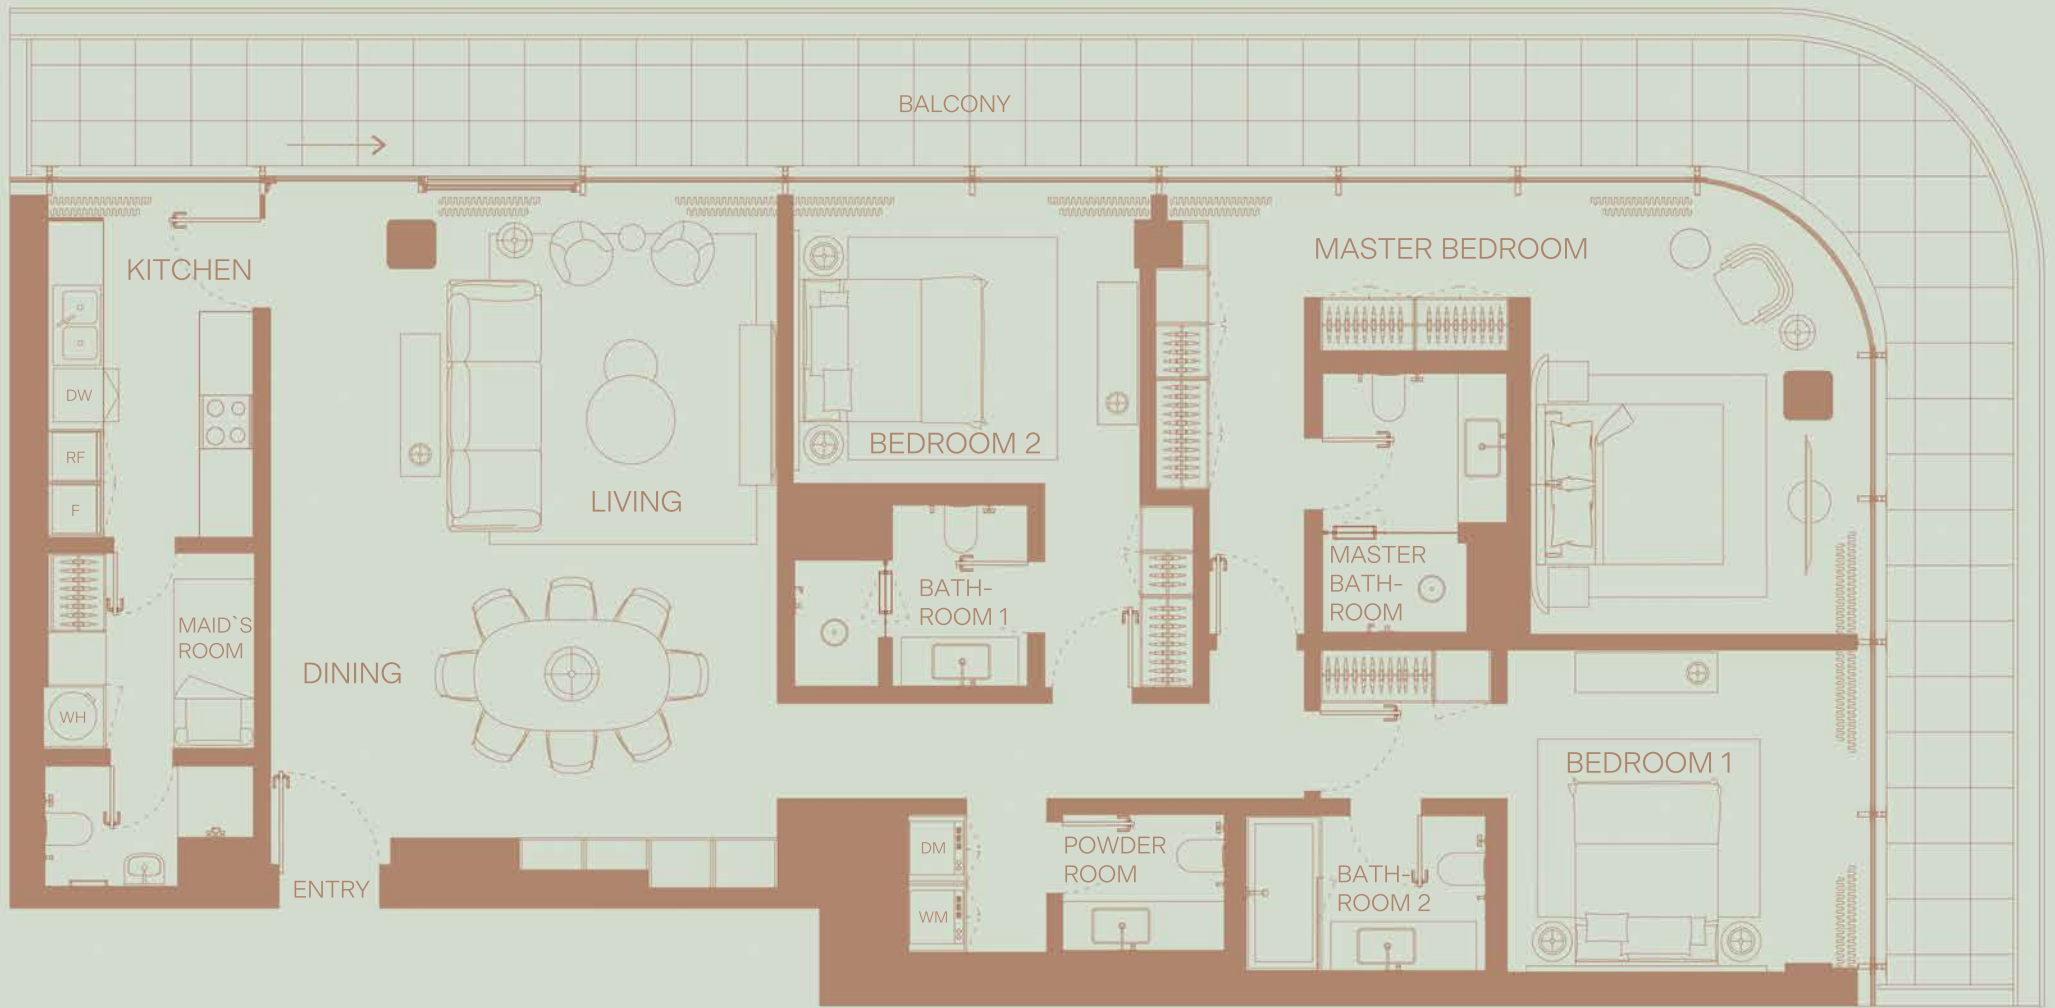 BALCONY
KITCHEN
MASTER BEDROOM
DW
BEDROOM 2
RF
LIVING
F
MASTER
BATH-
ROOM
BATH-
ROOM 1
MAID`S
ROOM
DINING
WH
BEDROOM 1
DM
POWDER
ROOM
BATH-
ROOM 2
ENTRY
WM